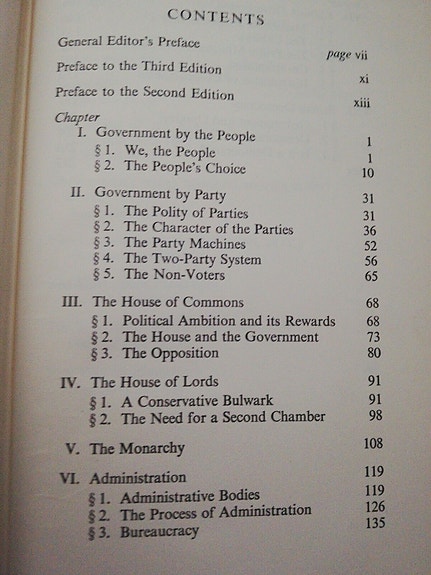 CONTENTS
General Editor's Preface page vii
Preface to the Third Edition xi
Preface to the Second Edition xiii
Chapter
I. Government by the People 1
§ 1. We, the People 1
§ 2. The People's Choice 10
II. Government by Party 31
§ 1. The Polity of Parties 31
§ 2. The Character of the Parties 36
§ 3. The Party Machines 52
§ 4. The Two-Party System 56
§ 5. The Non-Voters 65
III. The House of Commons 68
§ 1. Political Ambition and its Rewards 68
§ 2. The House and the Government 73
§ 3. The Opposition 80
IV. The House of Lords 91
§ 1. A Conservative Bulwark 91
§ 2. The Need for a Second Chamber 98
V. The Monarchy 108
VI. Administration 119
§ 1. Administrative Bodies 119
§ 2. The Process of Administration 126
§ 3. Bureaucracy 135